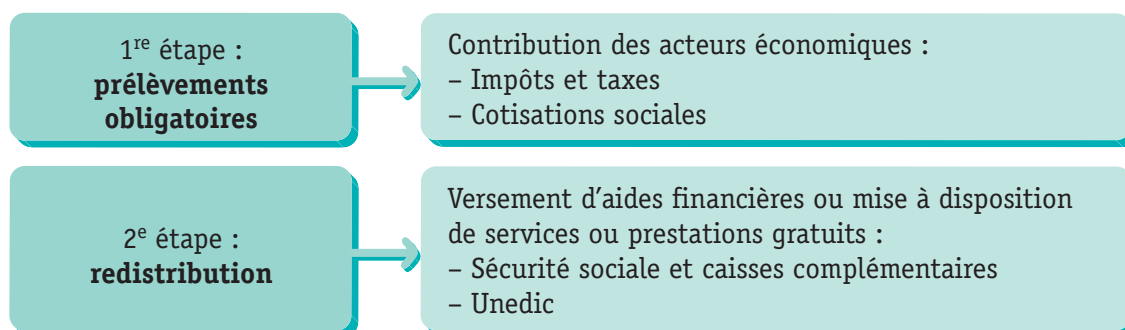 1re étape :
prélèvements
obligatoires
Contribution des acteurs économiques :
– Impôts et taxes
– Cotisations sociales
2e étape :
redistribution
Versement d’aides financières ou mise à disposition
de services ou prestations gratuits :
– Sécurité sociale et caisses complémentaires
– Unedic